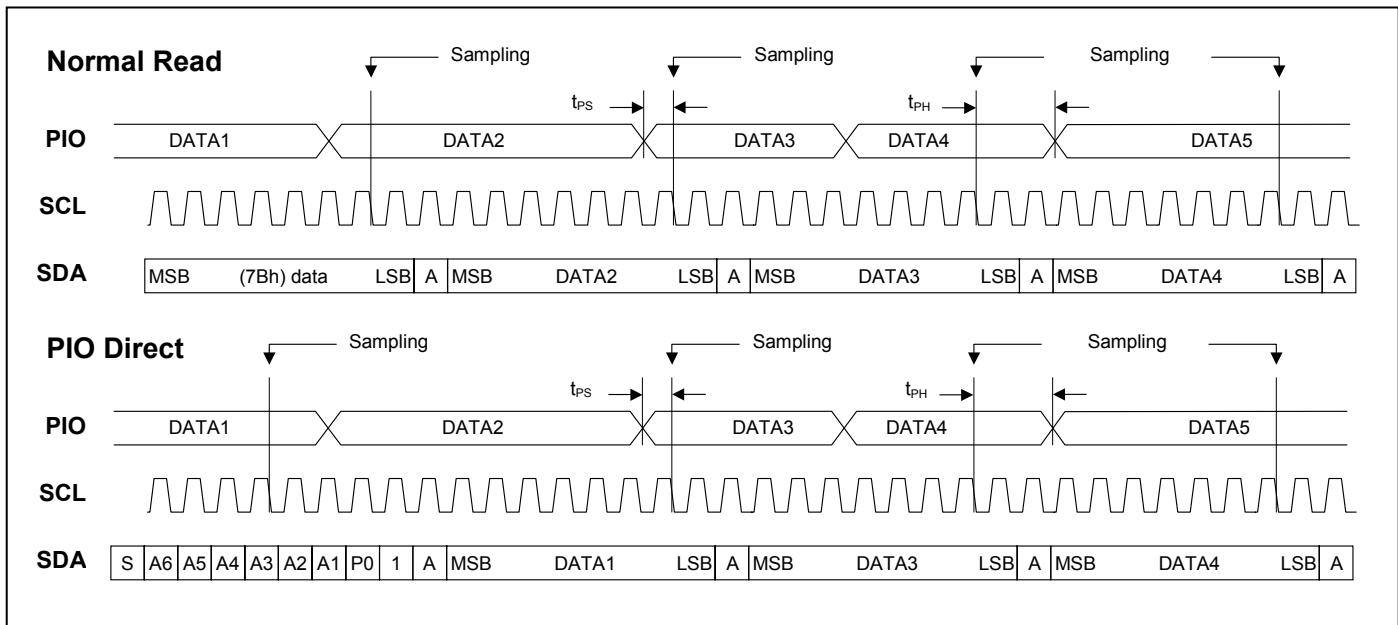 Normal Read
Sampling Sampling Sampling
tPS tPH
PIO DATA1 DATA2 DATA3 DATA4 DATA5
SCL
SDA MSB (7Bh) data LSB A MSB DATA2 LSB A MSB DATA3 LSB A MSB DATA4 LSB A
PIO Direct
Sampling Sampling Sampling
tPS tPH
PIO DATA1 DATA2 DATA3 DATA4 DATA5
SCL
SDA S A6 A5 A4 A3 A2 A1 P0 1 A MSB DATA1 LSB A MSB DATA3 LSB A MSB DATA4 LSB A